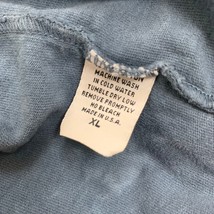 MACHINE WASH
IN COLD WATER
TUMBLE DRY LOW
REMOVE PROMPTLY
NO BLEACH
MADE IN U.S.A.
XL